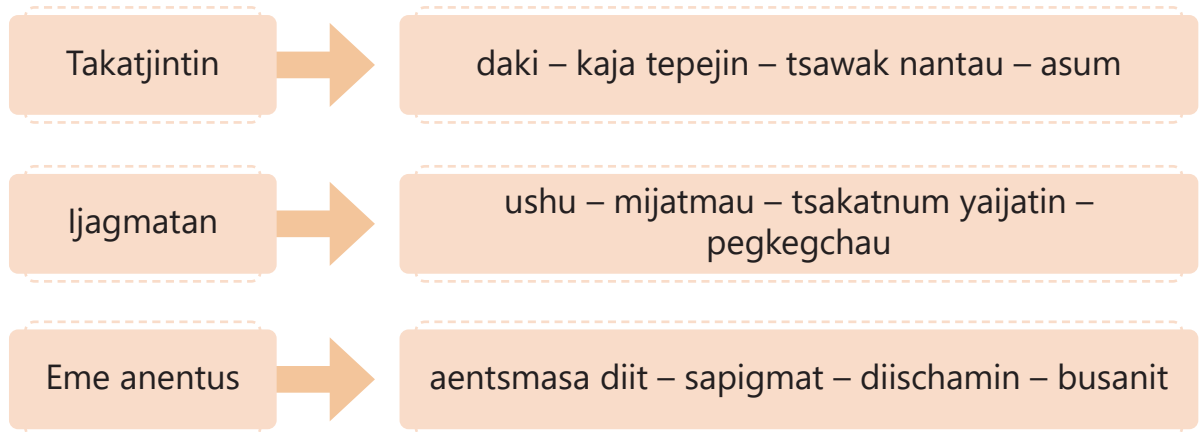 Takatjintin
daki – kaja tepejin – tsawak nantau – asum
Ijagmatan
ushu – mijatmau – tsakatnum yaijatin –
pegkegchau
Eme anentus
aentsmasa diit – sapigmat – diischamin – busanit